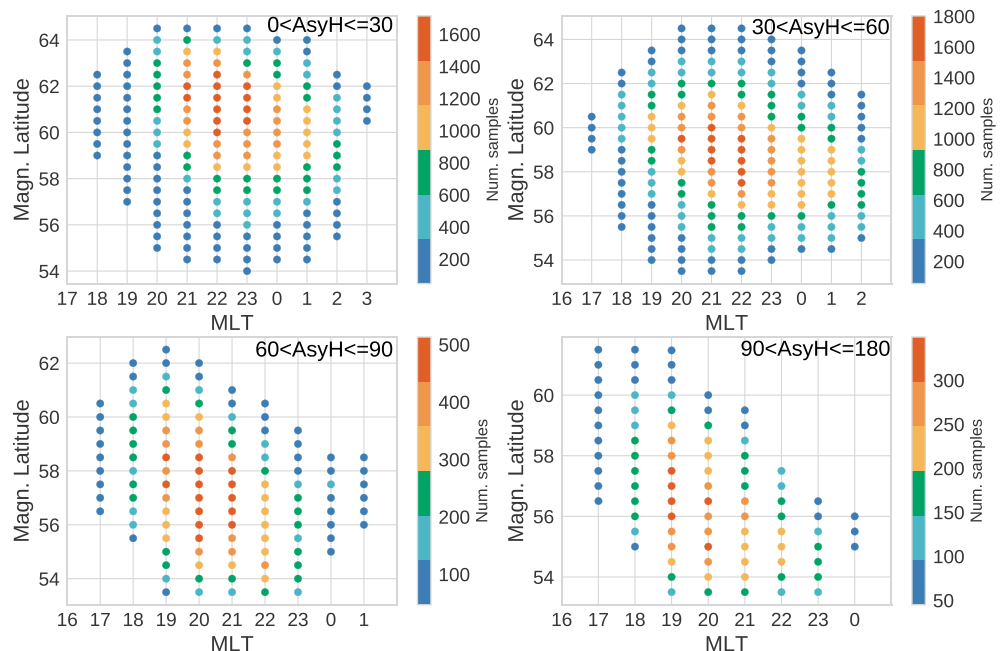 0<AsyH<=30
64
62
60
58
56
54
17 18 19 20 21 22 23 0 1 2 3
MLT
Magn. Latitude
1600
1400
1200
1000
800
600
400
200
Num. samples
30<AsyH<=60
64
62
60
58
56
54
16 17 18 19 20 21 22 23 0 1 2
MLT
Magn. Latitude
1800
1600
1400
1200
1000
800
600
400
200
Num. samples
60<AsyH<=90
62
60
58
56
54
16 17 18 19 20 21 22 23 0 1
MLT
Magn. Latitude
500
400
300
200
100
Num. samples
90<AsyH<=180
60
58
56
54
16 17 18 19 20 21 22 23 0
MLT
Magn. Latitude
300
250
200
150
100
50
Num. samples